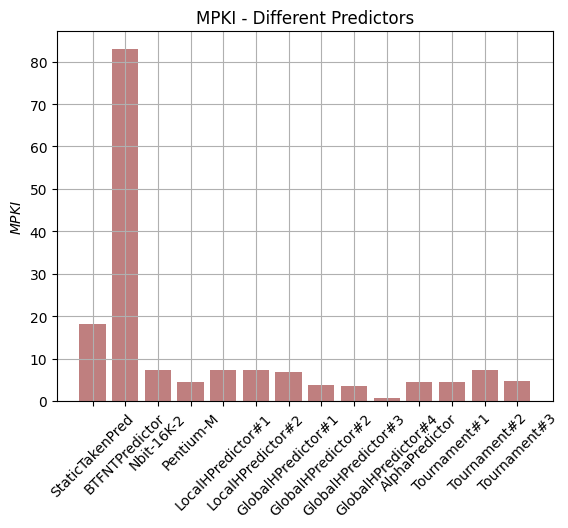 MPKI - Different Predictors
MPKI
80
70
60
50
40
30
20
10
0
StaticTakenPred
BTFNTPredictor
Nbit-16K-2
Pentium-M
LocalHPredictor#1
LocalHPredictor#2
GlobalHPredictor#1
GlobalHPredictor#2
GlobalHPredictor#3
GlobalHPredictor#4
AlphaPredictor
Tournament#1
Tournament#2
Tournament#3